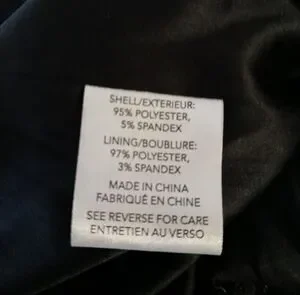 SHELL/EXTERIEUR:
95% POLYESTER,
5% SPANDEX
LINING/BOUBLURE:
97% POLYESTER,
3% SPANDEX
MADE IN CHINA
FABRIQUÉ EN CHINE
SEE REVERSE FOR CARE
ENTRETIEN AU VERSO